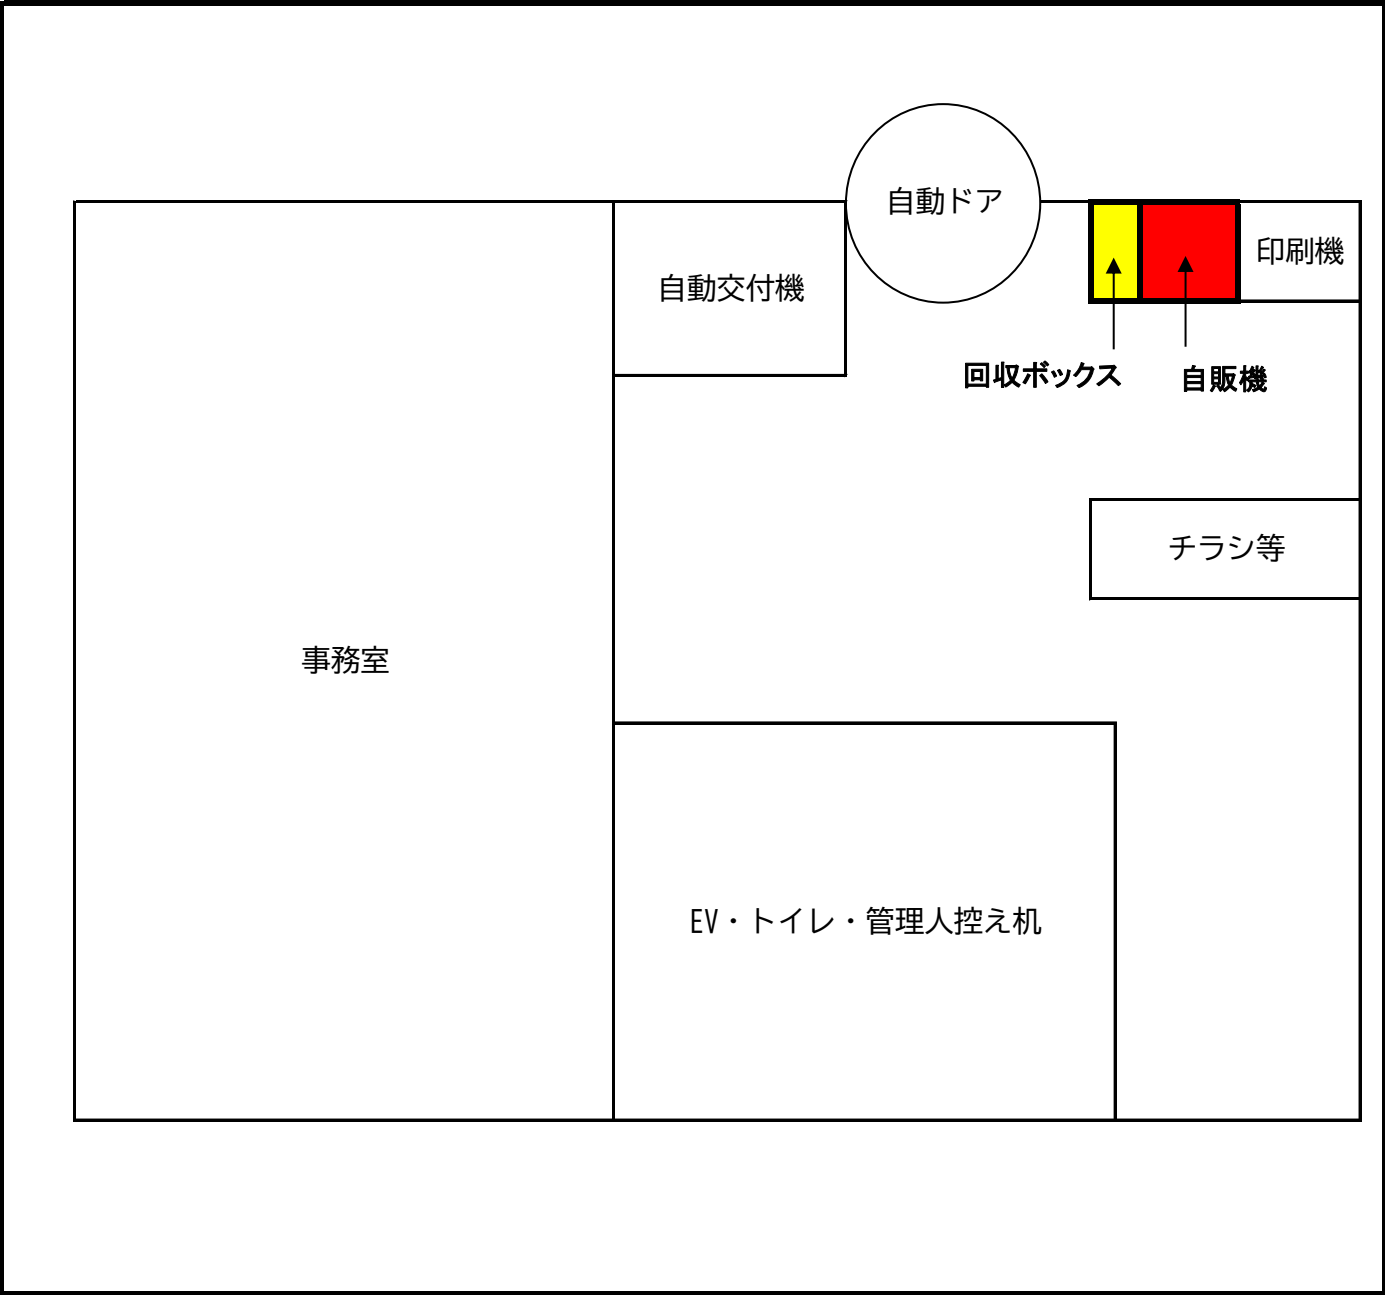 自動ドア
印刷機
自動交付機
回収ボックス
自販機
チラシ等
事務室
EV・トイレ・管理人控え机